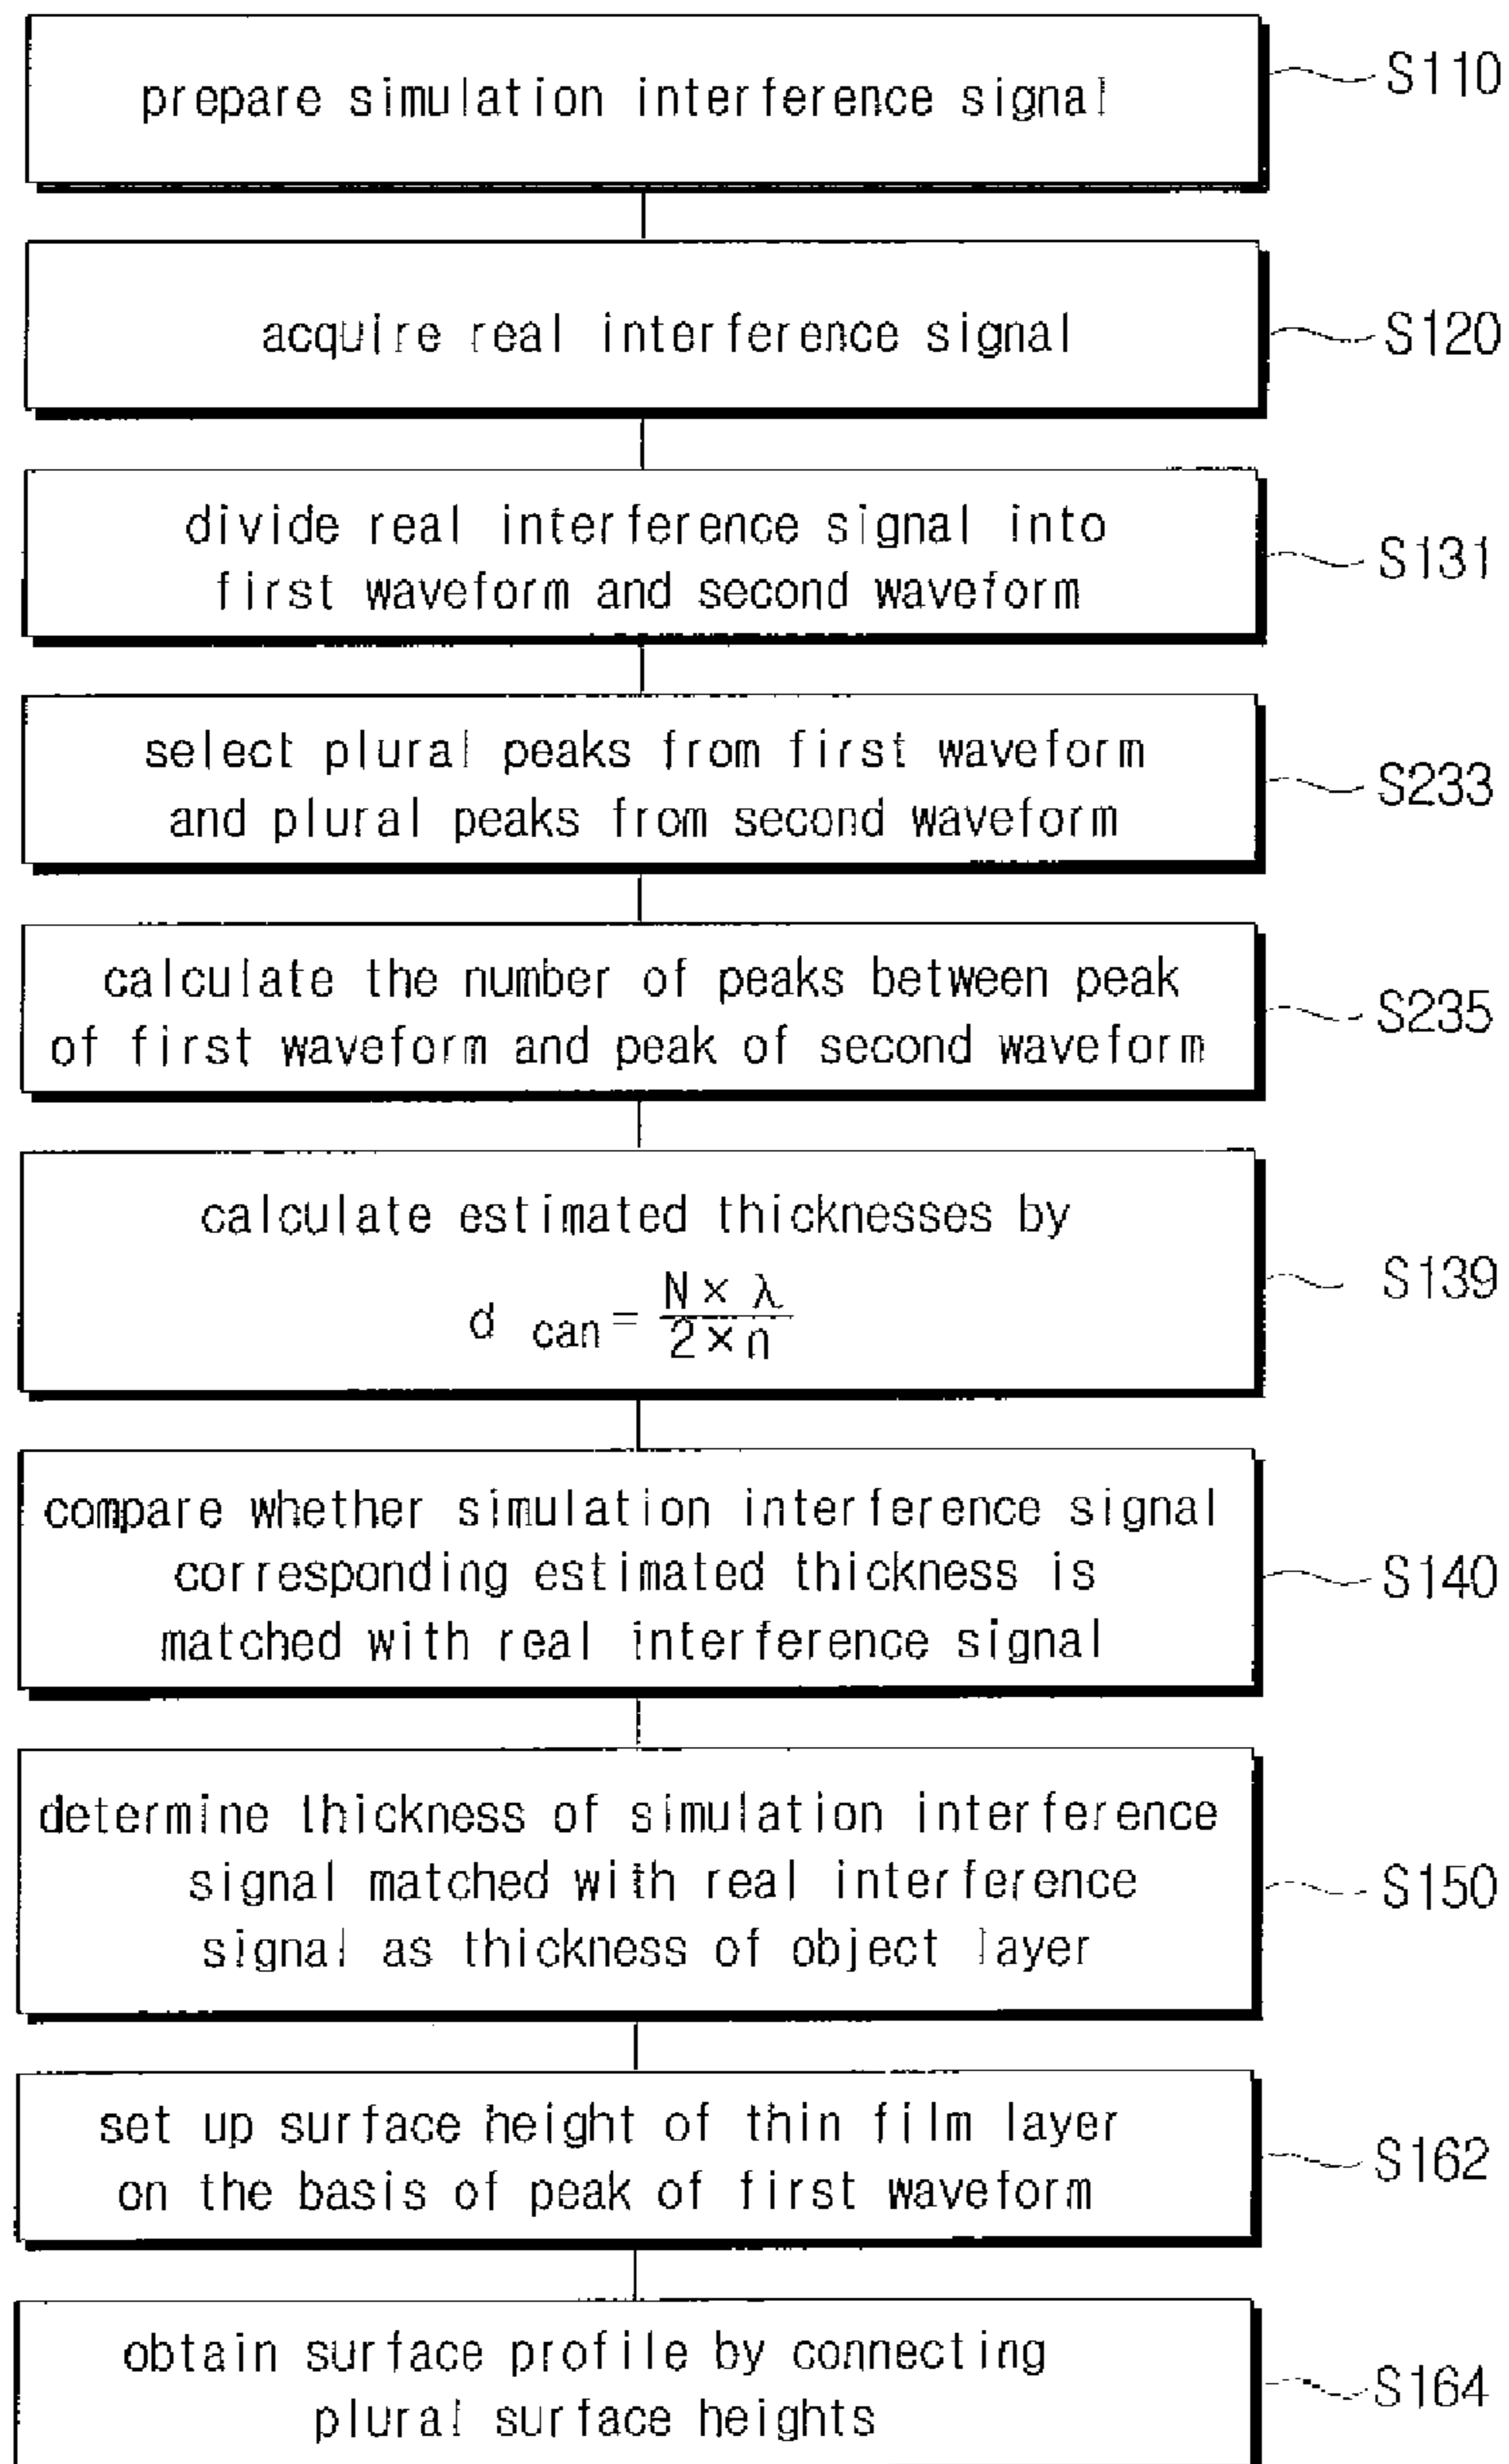 prepare simulation interference signal
S110
acquire real interference signal
S120
divide real interference signal into
first waveform and second waveform
S131
select plural peaks from first waveform
and plural peaks from second waveform
S233
calculate the number of peaks between peak
of first waveform and peak of second waveform
S235
calculate estimated thicknesses by
d can = N × λ / 2 × n
S139
compare whether simulation interference signal
corresponding estimated thickness is
matched with real interference signal
S140
determine thickness of simulation interference
signal matched with real interference
signal as thickness of object layer
S150
set up surface height of thin film layer
on the basis of peak of first waveform
S162
obtain surface profile by connecting
plural surface heights
S164